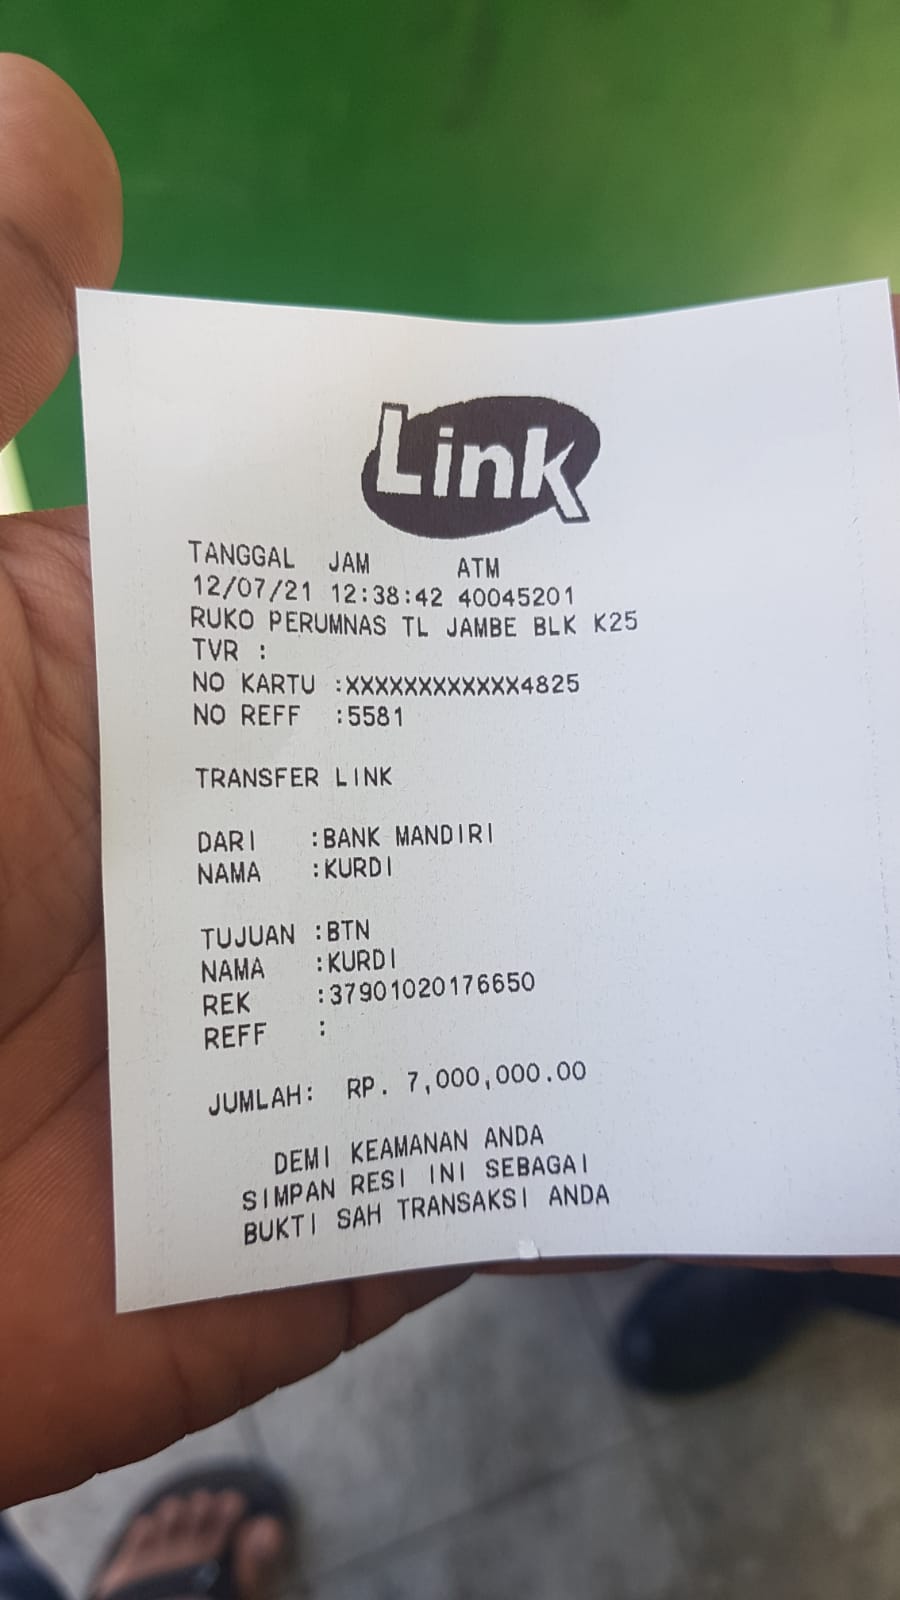 Link
TANGGAL JAM ATM
12/07/21 12:38:42 40045201
RUKO PERUMNAS TL JAMBE BLK K25
TVR :
NO KARTU :XXXXXXXXXXXX4825
NO REFF :5581
TRANSFER LINK
DARI :BANK MANDIRI
NAMA :KURDI
TUJUAN :BTN
NAMA :KURDI
REK :37901020176650
REFF :
JUMLAH: RP. 7,000,000.00
DEMI KEAMANAN ANDA
SIMPAN RESI INI SEBAGAI
BUKTI SAH TRANSAKSI ANDA